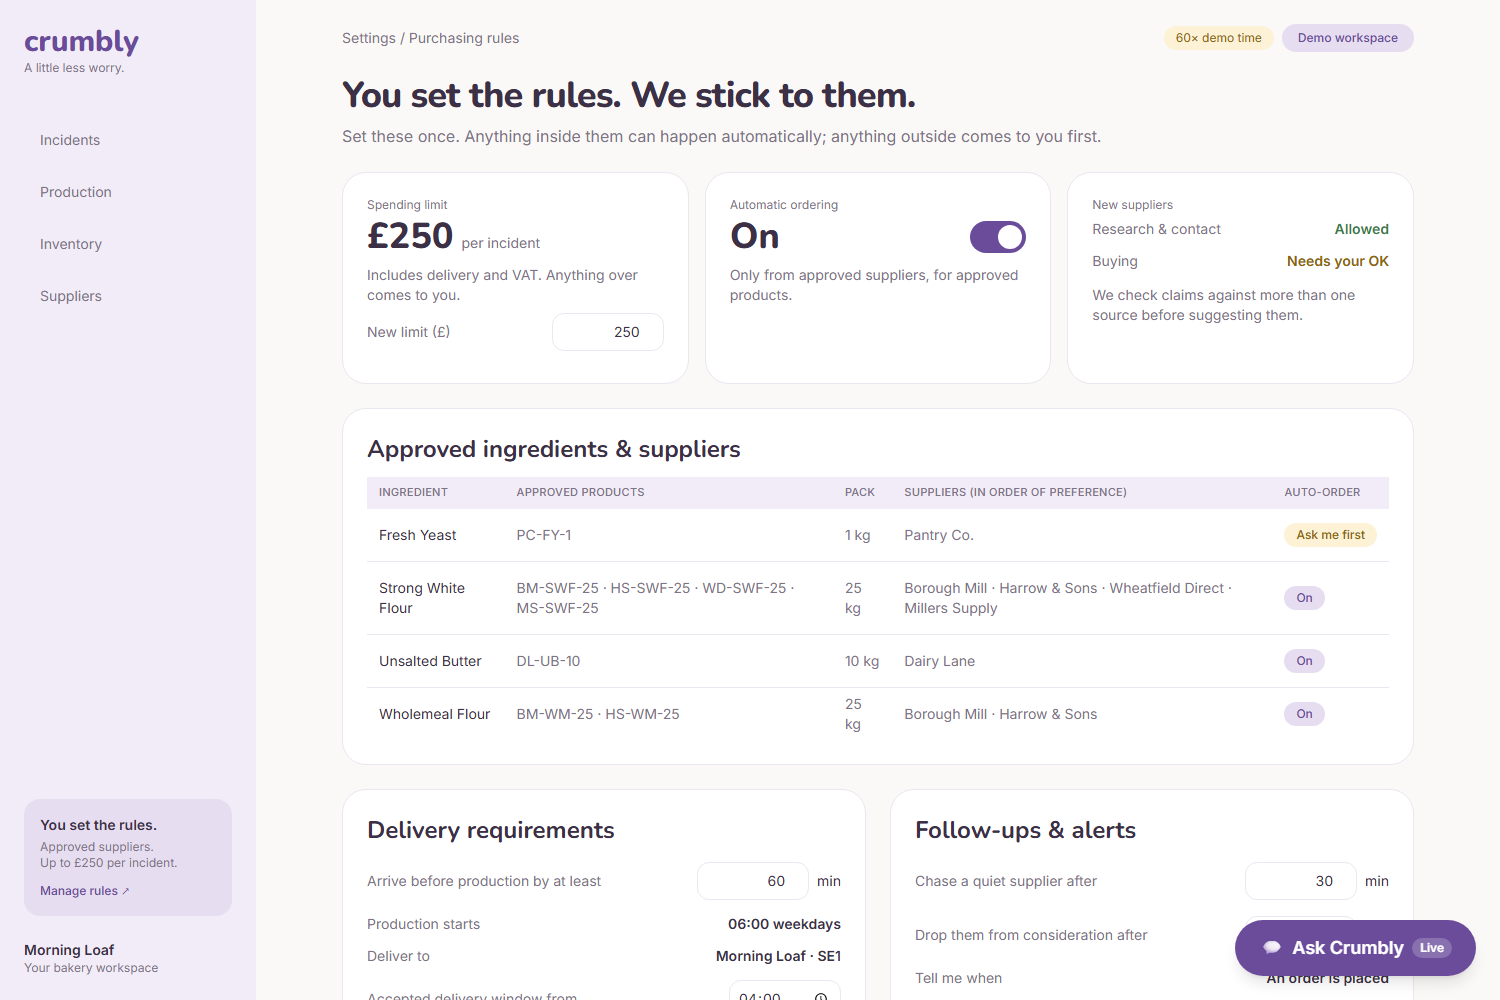 crumbly
A little less worry.
Incidents
Production
Inventory
Suppliers
You set the rules.
Approved suppliers.
Up to £250 per incident.
Manage rules ↗
Morning Loaf
Your bakery workspace
Settings / Purchasing rules
60× demo time
Demo workspace
You set the rules. We stick to them.
Set these once. Anything inside them can happen automatically; anything outside comes to you first.
Spending limit
£250 per incident
Includes delivery and VAT. Anything over
comes to you.
New limit (£) 250
Automatic ordering
On
Only from approved suppliers, for approved
products.
New suppliers
Research & contact Allowed
Buying Needs your OK
We check claims against more than one
source before suggesting them.
Approved ingredients & suppliers
INGREDIENT APPROVED PRODUCTS PACK SUPPLIERS (IN ORDER OF PREFERENCE) AUTO-ORDER
Fresh Yeast PC-FY-1 1 kg Pantry Co. Ask me first
Strong White BM-SWF-25 · HS-SWF-25 · WD-SWF-25 · 25 Borough Mill · Harrow & Sons · Wheatfield Direct · On
Flour MS-SWF-25 kg Millers Supply
Unsalted Butter DL-UB-10 10 kg Dairy Lane On
Wholemeal Flour BM-WM-25 · HS-WM-25 25 kg Borough Mill · Harrow & Sons On
Delivery requirements
Arrive before production by at least 60 min
Production starts 06:00 weekdays
Deliver to Morning Loaf · SE1
Accepted delivery window from 04:00
Follow-ups & alerts
Chase a quiet supplier after 30 min
Drop them from consideration after
Tell me when An order is placed
Ask Crumbly Live